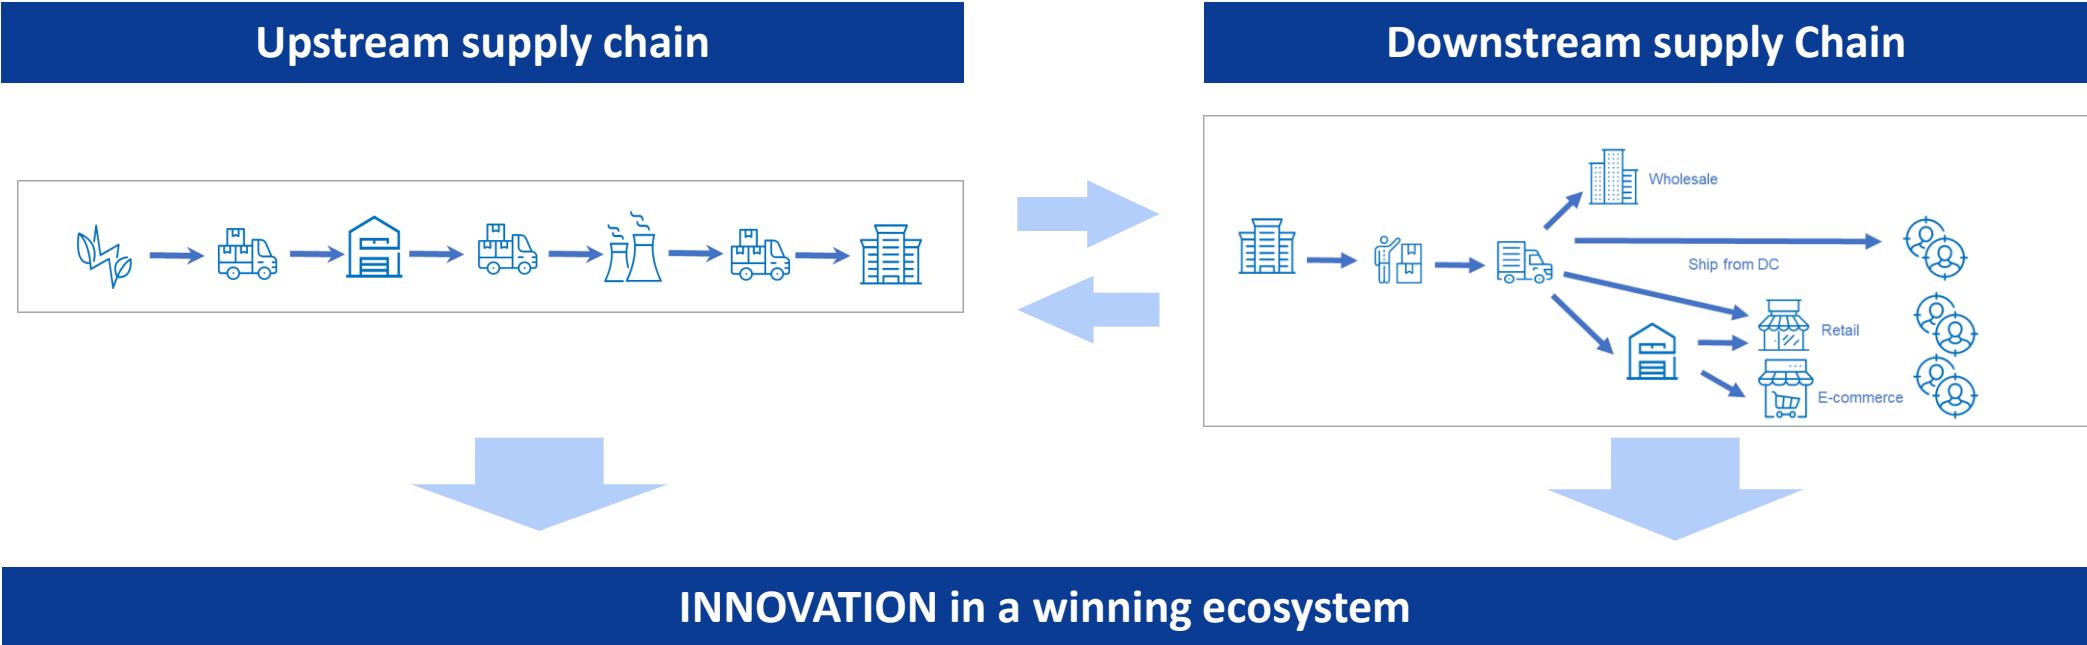 Upstream supply chain
Downstream supply Chain
Wholesale
Ship from DC
Retail
E-commerce
INNOVATION in a winning ecosystem